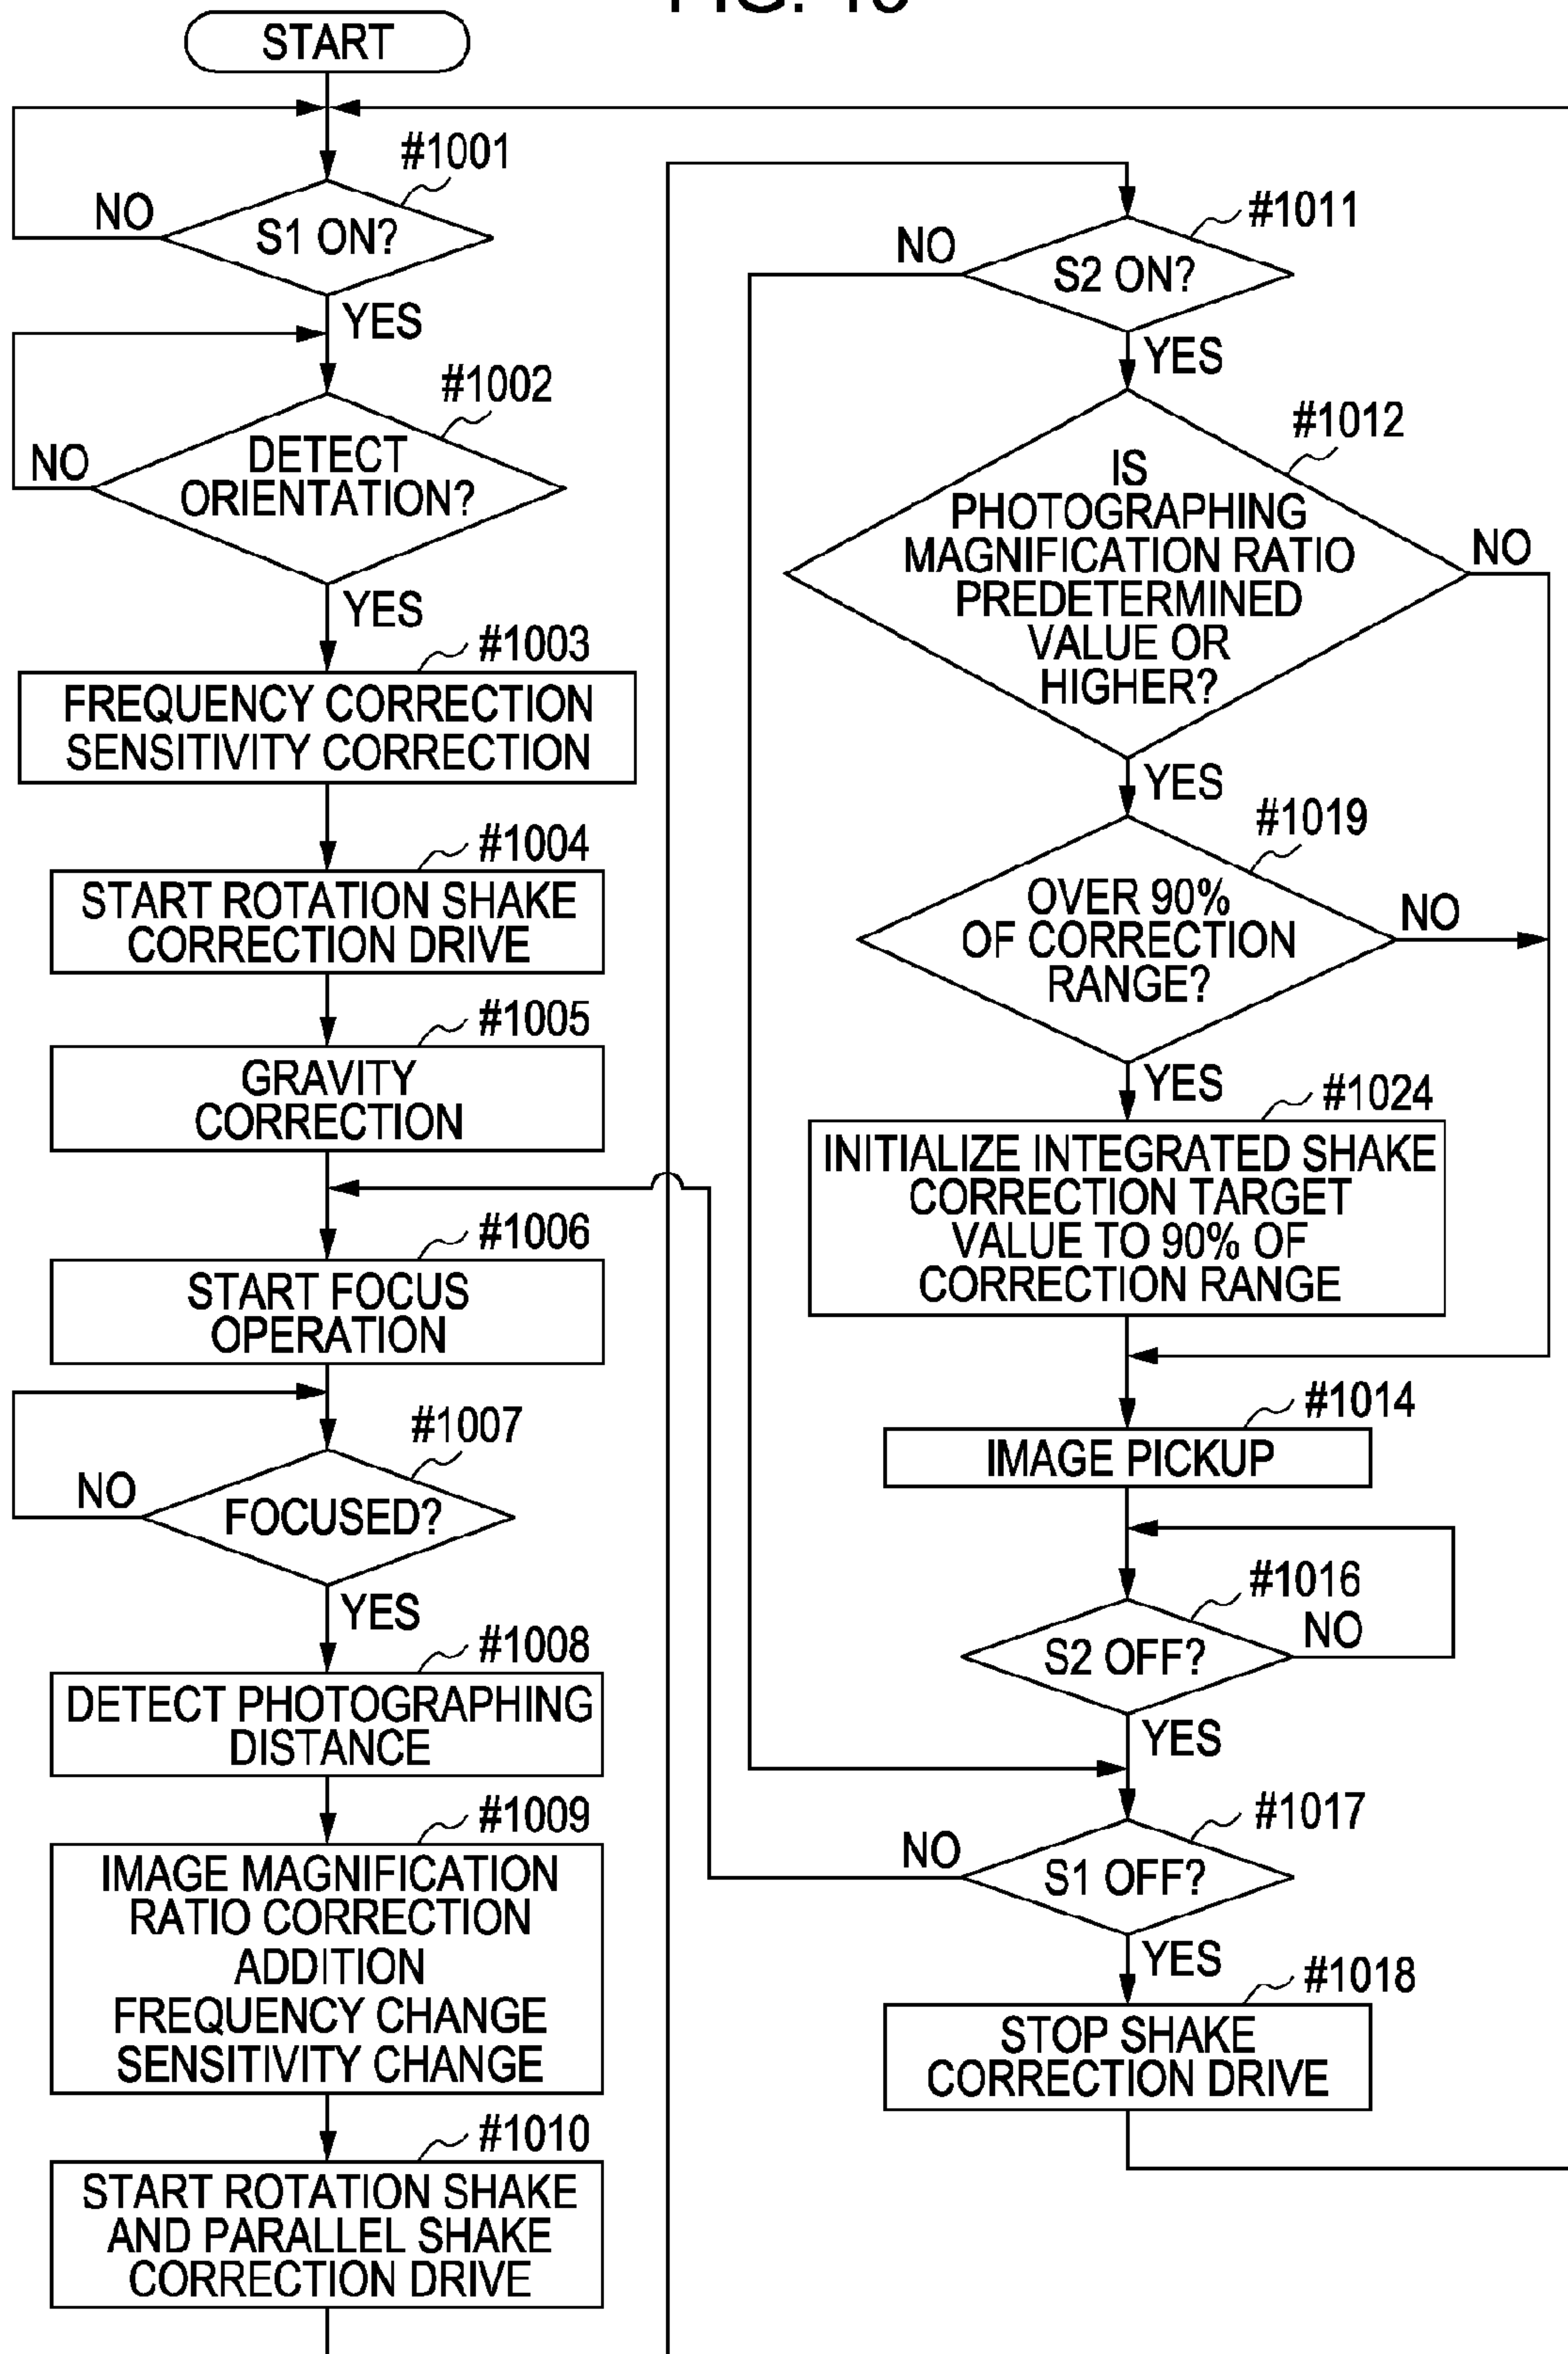 START
#1001
NO
S1 ON?
YES
#1002
NO
DETECT
ORIENTATION?
YES
#1003
FREQUENCY CORRECTION
SENSITIVITY CORRECTION
#1004
START ROTATION SHAKE
CORRECTION DRIVE
#1005
GRAVITY
CORRECTION
#1006
START FOCUS
OPERATION
#1007
NO
FOCUSED?
YES
#1008
DETECT PHOTOGRAPHING
DISTANCE
#1009
IMAGE MAGNIFICATION
RATIO CORRECTION
ADDITION
FREQUENCY CHANGE
SENSITIVITY CHANGE
#1010
START ROTATION SHAKE
AND PARALLEL SHAKE
CORRECTION DRIVE
#1011
NO
S2 ON?
YES
#1012
IS
PHOTOGRAPHING
MAGNIFICATION RATIO
PREDETERMINED
VALUE OR
HIGHER?
NO
YES
#1019
OVER 90%
OF CORRECTION
RANGE?
NO
YES
#1024
INITIALIZE INTEGRATED SHAKE
CORRECTION TARGET
VALUE TO 90% OF
CORRECTION RANGE
#1014
IMAGE PICKUP
#1016
S2 OFF?
NO
YES
#1017
NO
S1 OFF?
YES
#1018
STOP SHAKE
CORRECTION DRIVE